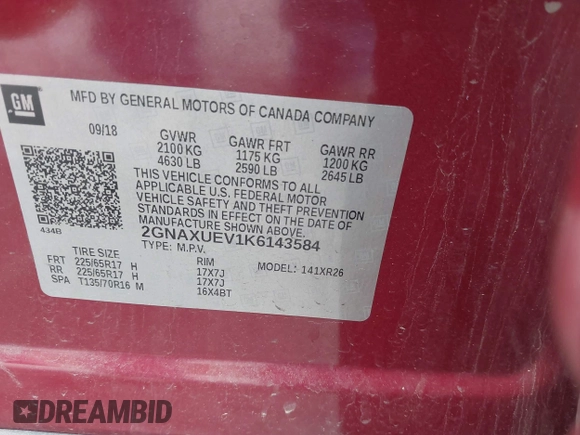 GM
MFD BY GENERAL MOTORS OF CANADA COMPANY
09/18 GVWR GAWR FRT GAWR RR
2100 KG 1175 KG 1200 KG
4630 LB 2590 LB 2645 LB
THIS VEHICLE CONFORMS TO ALL
APPLICABLE U.S. FEDERAL MOTOR
VEHICLE SAFETY AND THEFT
PREVENTION STANDARDS IN
EFFECT ON THE DATE OF
MANUFACTURE SHOWN ABOVE.
434B 2GNAXUEV1K6143584
TYPE: M.P.V.
TIRE SIZE RIM MODEL: 141XR26
FRT 225/65R17 H 17X7J
RR 225/65R17 H 17X7J
SPA T135/70R16 M 16X4BT
DREAMBID